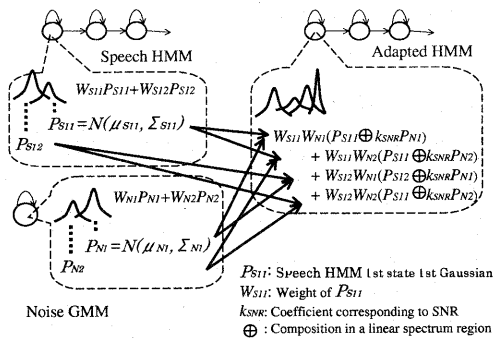 Speech HMM
Adapted HMM
WS11PS11+WS12PS12
PS11=N(μS11, ΣS11)
PS12
WS11WN1(PS11⊕kSNRPN1)
+ WS11WN2(PS11⊕kSNRPN2)
+ WS12WN1(PS12⊕kSNRPN1)
+ WS12WN2(PS11⊕kSNRPN2)
WN1PN1+WN2PN2
PN1=N(μN1, ΣN1)
PN2
Noise GMM
PS11: Speech HMM 1st state 1st Gaussian
WS11: Weight of PS11
kSNR: Coefficient corresponding to SNR
⊕ : Composition in a linear spectrum region